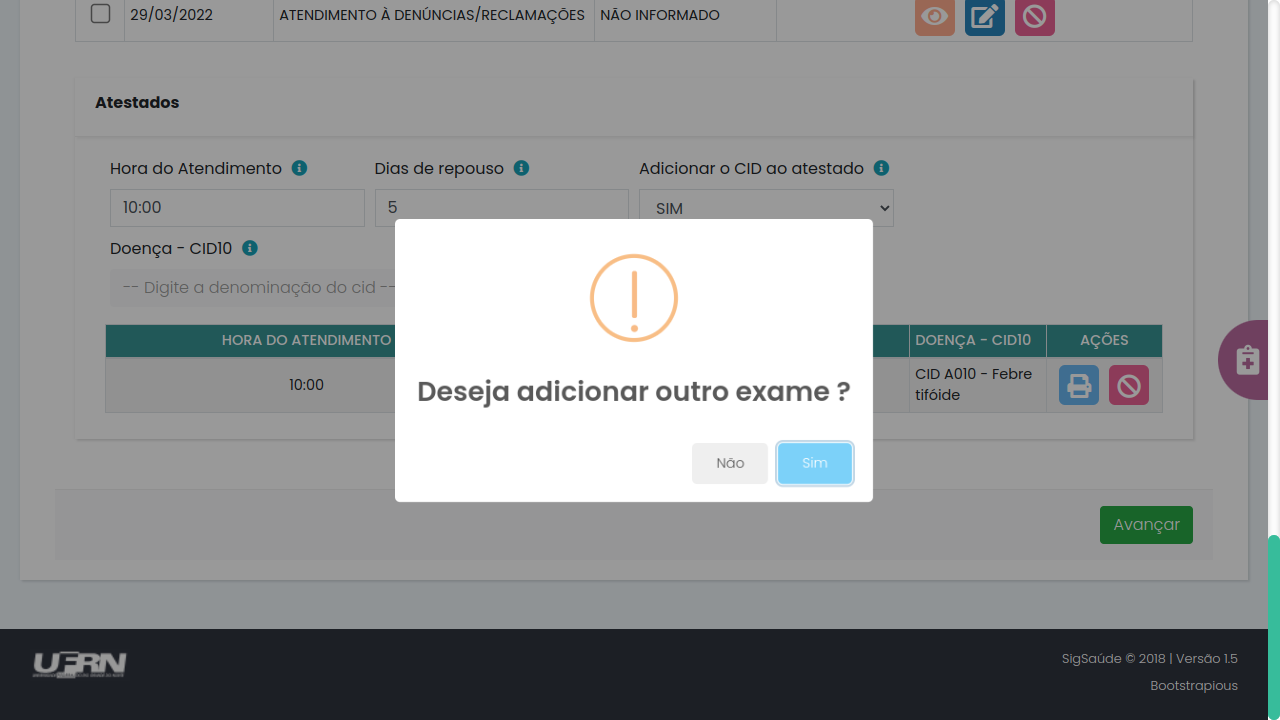 29/03/2022 ATENDIMENTO À DENÚNCIAS/RECLAMAÇÕES NÃO INFORMADO
Atestados
Hora do Atendimento Dias de repouso Adicionar o CID ao atestado
10:00 5 SIM
Doença - CID10
-- Digite a denominação do cid --
HORA DO ATENDIMENTO DOENÇA - CID10 AÇÕES
10:00 CID A010 - Febre
tifóide
Deseja adicionar outro exame ?
Não Sim
Avançar
UFRN
SigSaúde © 2018 | Versão 1.5
Bootstrapious